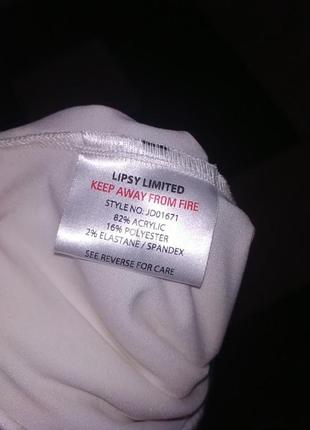 LIPSY LIMITED
KEEP AWAY FROM FIRE
STYLE NO: JD01671
82% ACRYLIC
16% POLYESTER
2% ELASTANE / SPANDEX
SEE REVERSE FOR CARE